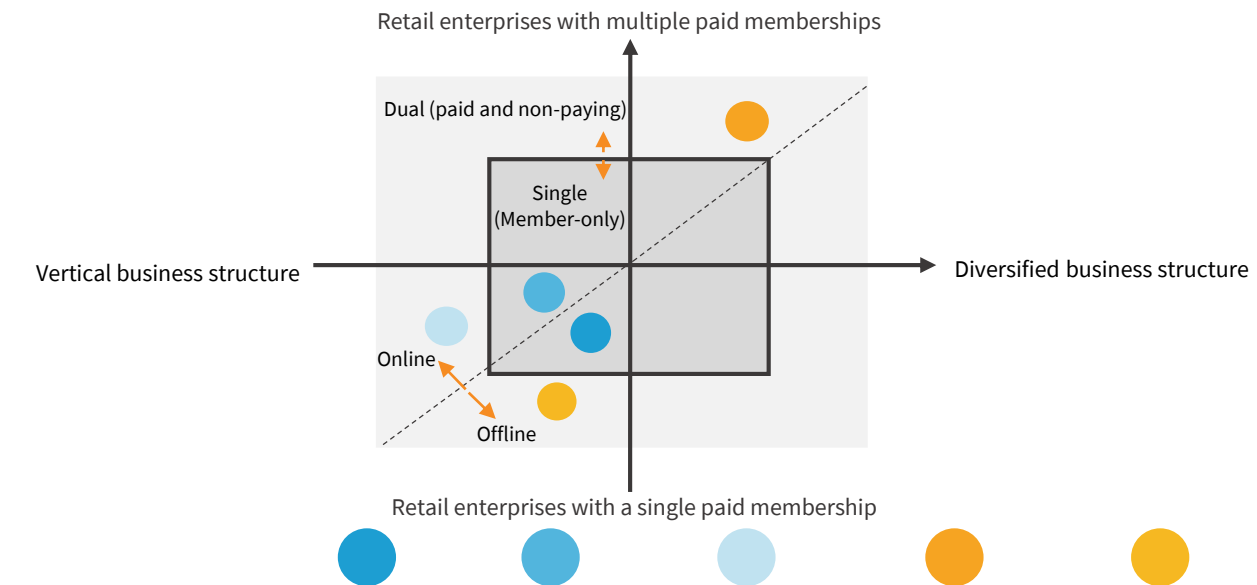 Retail enterprises with multiple paid memberships
Dual (paid and non-paying)
Single
(Member-only)
Vertical business structure
Diversified business structure
Online
Offline
Retail enterprises with a single paid membership